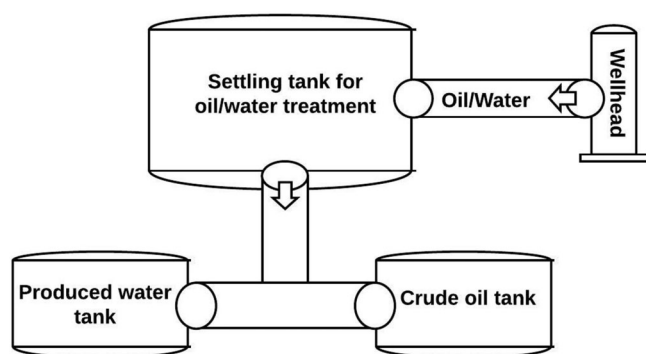 Settling tank for
oil/water treatment
Oil/Water
Wellhead
Produced water
tank
Crude oil tank